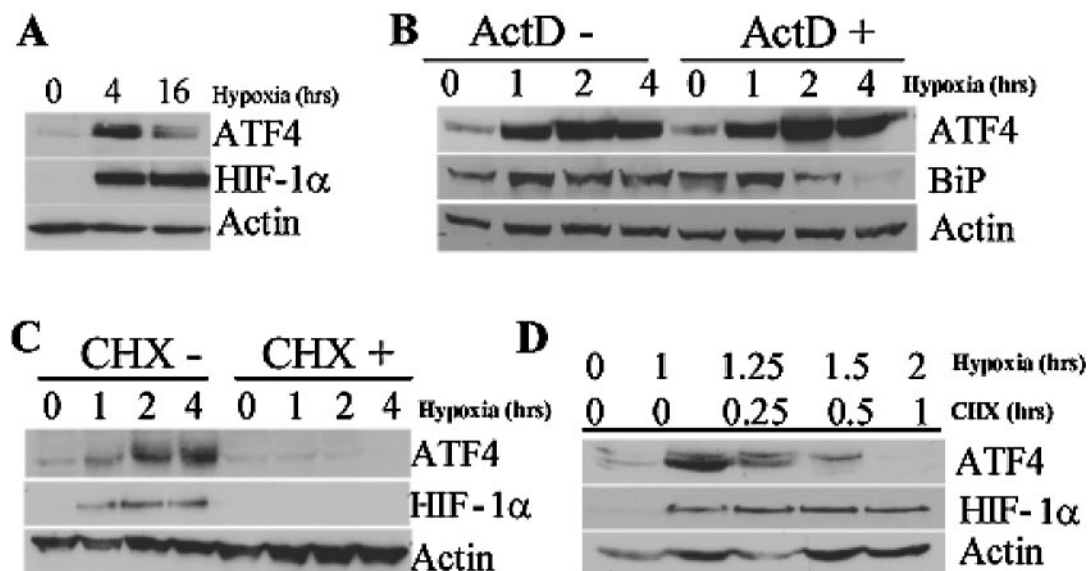 A
0 4 16 Hypoxia (hrs)
ATF4
HIF-1α
Actin
B
ActD - ActD +
0 1 2 4 0 1 2 4 Hypoxia (hrs)
ATF4
BiP
Actin
C
CHX - CHX +
0 1 2 4 0 1 2 4 Hypoxia (hrs)
ATF4
HIF-1α
Actin
D
0 1 1.25 1.5 2 Hypoxia (hrs)
0 0 0.25 0.5 1 CHX (hrs)
ATF4
HIF-1α
Actin